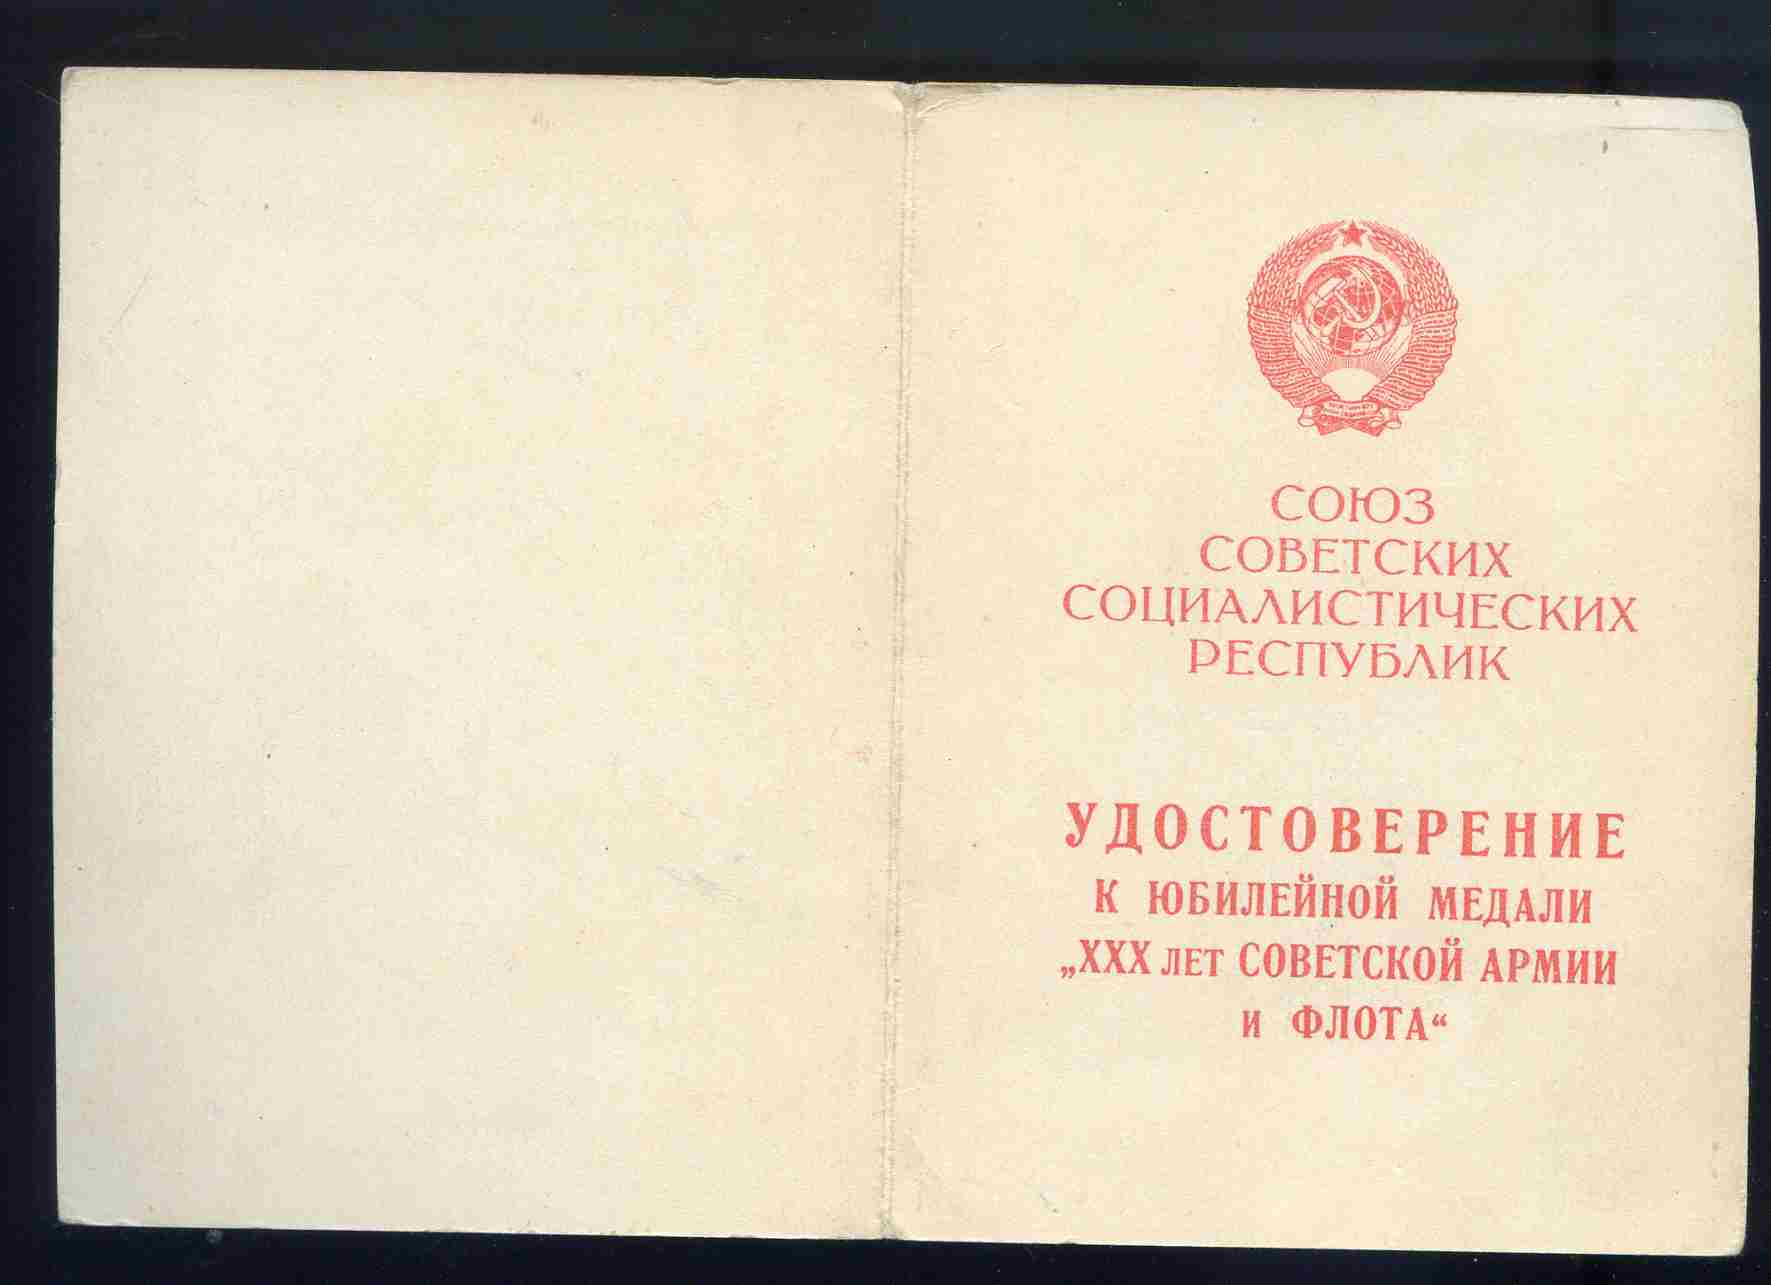 СОЮЗ
СОВЕТСКИХ
СОЦИАЛИСТИЧЕСКИХ
РЕСПУБЛИК
УДОСТОВЕРЕНИЕ
К ЮБИЛЕЙНОЙ МЕДАЛИ
„XXX ЛЕТ СОВЕТСКОЙ АРМИИ
И ФЛОТА“